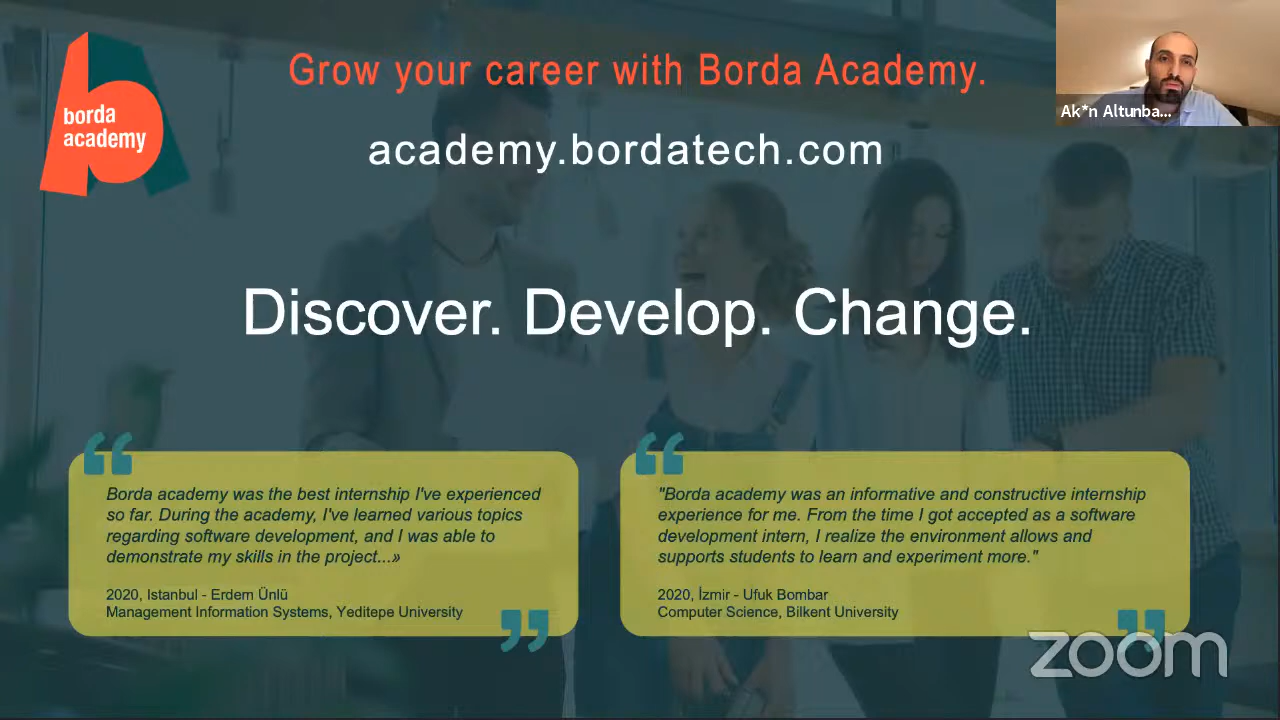 Grow your career with Borda Academy.
borda
academy
Ak*n Altunba...
academy.bordatech.com
Discover. Develop. Change.
Borda academy was the best internship I've experienced
so far. During the academy, I've learned various topics
regarding software development, and I was able to
demonstrate my skills in the project...»
2020, Istanbul - Erdem Ünlü
Management Information Systems, Yeditepe University
"Borda academy was an informative and constructive internship
experience for me. From the time I got accepted as a software
development intern, I realize the environment allows and
supports students to learn and experiment more."
2020, İzmir - Ufuk Bombar
Computer Science, Bilkent University
zoom